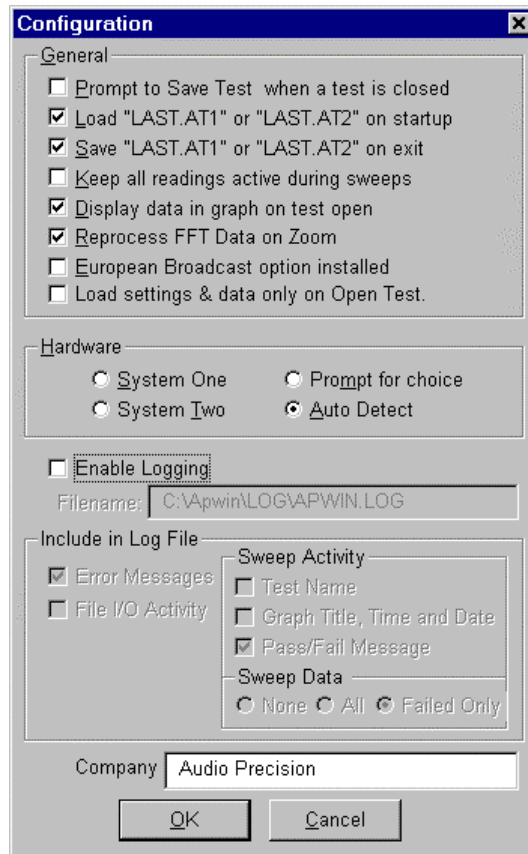 Configuration
General
Prompt to Save Test when a test is closed
Load "LAST.AT1" or "LAST.AT2" on startup
Save "LAST.AT1" or "LAST.AT2" on exit
Keep all readings active during sweeps
Display data in graph on test open
Reprocess FFT Data on Zoom
European Broadcast option installed
Load settings & data only on Open Test.
Hardware
System One
Prompt for choice
System Two
Auto Detect
Enable Logging
Filename: C:\Apwin\LOG\APWIN.LOG
Include in Log File
Error Messages
File I/O Activity
Sweep Activity
Test Name
Graph Title, Time and Date
Pass/Fail Message
Sweep Data
None All Failed Only
Company Audio Precision
OK Cancel